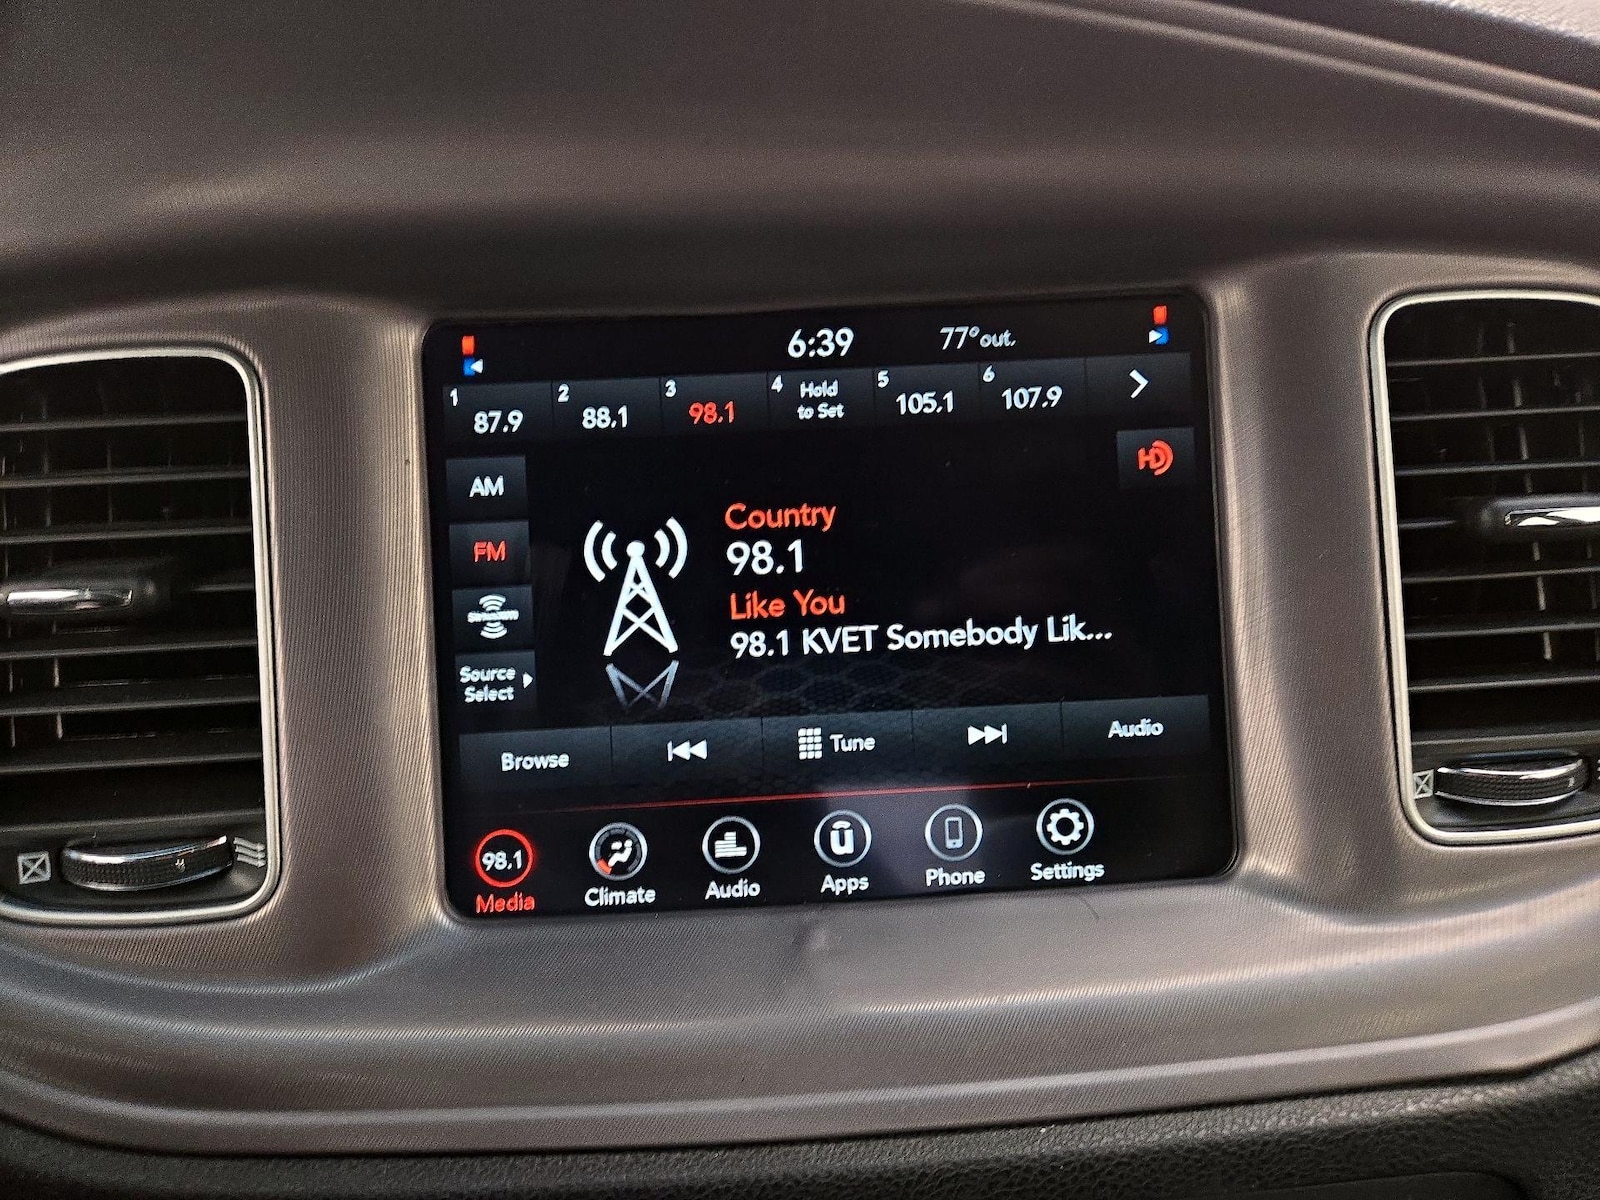 6:39 77° out.
1 87.9 2 88.1 3 98.1 4 Hold to Set 5 105.1 6 107.9
HD
AM
FM
SiriusXM
Source Select
Country
98.1
Like You
98.1 KVET Somebody Lik...
Browse Tune Audio
98.1
Media Climate Audio Apps Phone Settings